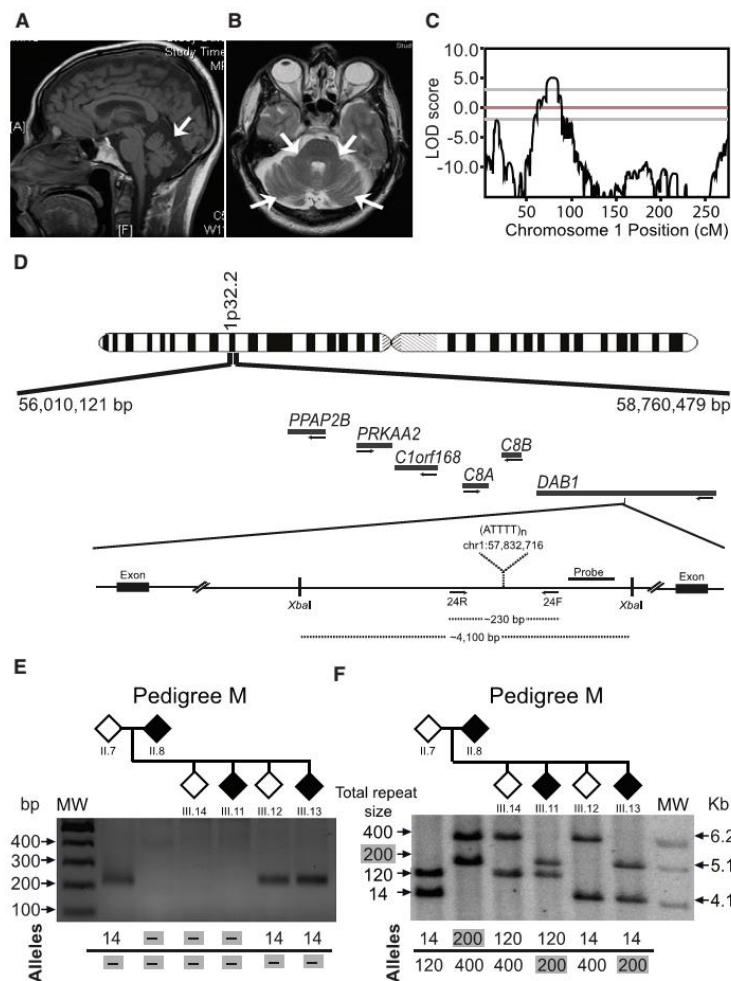 A
B
C
Study
Study Time
[A]
[F]
LOD score
10.0
5.0
0.0
-5.0
-10.0
50 100 150 200 250
Chromosome 1 Position (cM)
D
1p32.2
56,010,121 bp
58,760,479 bp
PPAP2B
PRKAA2
C1orf168
C8A
C8B
DAB1
(ATTTT)n
chr1:57,832,716
Exon
XbaI
24R
24F
Probe
XbaI
Exon
~230 bp
~4,100 bp
E
Pedigree M
II.7
II.8
bp
MW
III.14 III.11 III.12 III.13
400
300
200
100
Alleles
14 – – – 14 14
– – – – – –
F
Pedigree M
II.7
II.8
Total repeat
size
III.14 III.11 III.12 III.13
MW
Kb
400
200
120
14
6.2
5.1
4.1
Alleles
14 200 120 120 14 14
120 400 400 200 400 200